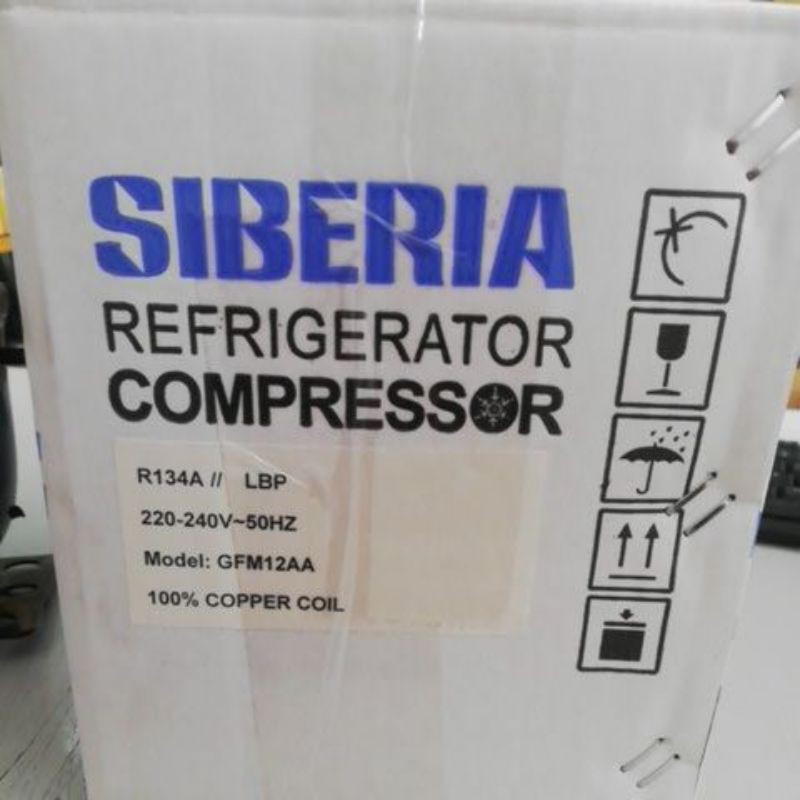 SIBERIA
REFRIGERATOR
COMPRESSOR
R134A // LBP
220-240V~50HZ
Model: GFM12AA
100% COPPER COIL